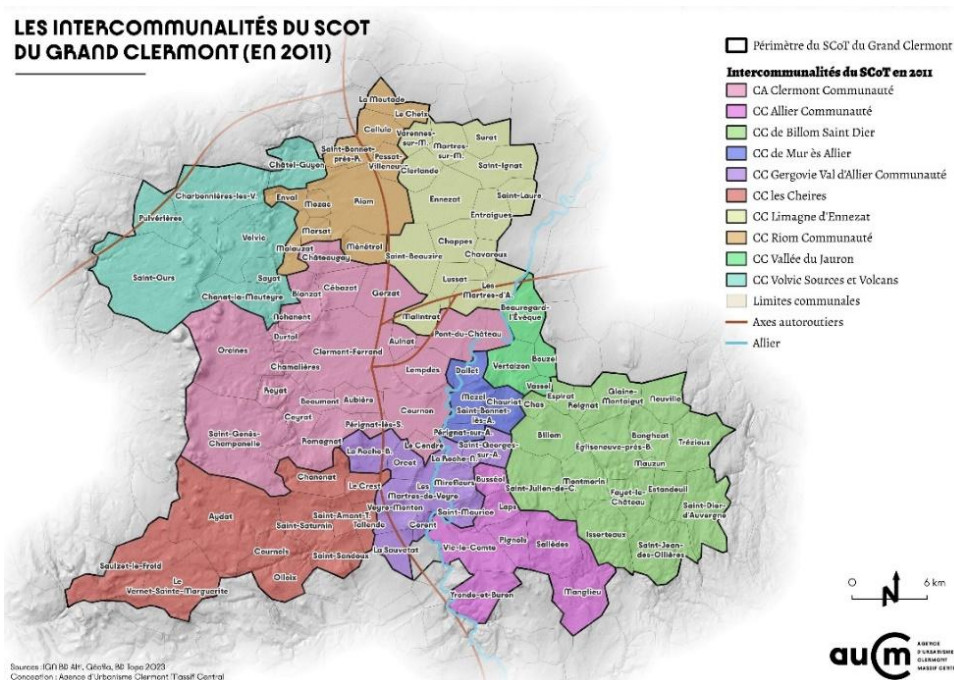 LES INTERCOMMUNALITÉS DU SCOT
DU GRAND CLERMONT (EN 2011)
Périmètre du SCoT du Grand Clermont
Intercommunalités du SCoT en 2011
CA Clermont Communauté
CC Allier Communauté
CC de Billom Saint Dier
CC de Mur ès Allier
CC Gergovie Val d'Allier Communauté
CC les Cheires
CC Limagne d'Ennezat
CC Riom Communauté
CC Vallée du Jauron
CC Volvic Sources et Volcans
Limites communales
Axes autoroutiers
Allier
La Moutade
Le Cheix
Cellule
Varennes-
sur-M.
Martres-
sur-M.
Surat
Saint-Bonnet-
près-R.
Pessat-
Villeneuve
Clerlande
Saint-Ignat
Châtel-Guyon
Charbonnières-les-V.
Enval
Mozac
Riom
Ennezat
Saint-Laure
Pulvérières
Entraigues
Marsat
Volvic
Malauzat
Châteaugay
Ménétrol
Saint-Beauzire
Chappes
Chavaroux
Saint-Ours
Sayat
Lussat
Les
Martres-d'A.
Chanat-la-Mouteyre
Blanzat
Cébazat
Gerzat
Beauregard-
l'Évêque
Nohanent
Malintrat
Durtol
Aulnat
Pont-du-Château
Orcines
Clermont-Ferrand
Bouzel
Vertaizon
Chamalières
Lempdes
Dallet
Vassel
Royat
Beaumont
Aubière
Mezel
Chauriat
Chas
Espirat
Reignat
Glaine-
Montaigut
Neuville
Ceyrat
Cournon
Saint-Bonnet-
lès-A.
Pérignat-lès-S.
Pérignat-sur-A.
Billom
Bongheat
Trézioux
Saint-Genès-
Champanelle
Romagnat
Le Cendre
Saint-Georges-
sur-A.
Égliseneuve-près-B.
La Roche B.
Orcet
La Roche-N.
Mauzun
Chanonat
Le Crest
Les
Martres-de-Veyre
Mirefleurs
Busséol
Saint-Julien-de-C.
Montmorin
Fayet-le-
Château
Estandeuil
Saint-Dier-
d'Auvergne
Aydat
Saint-Amant-T.
Saint-Saturnin
Tallende
Veyre-Monton
Saint-Maurice
Laps
Corent
Isserteaux
Cournols
Saint-Sandoux
La Sauvetat
Vic-le-Comte
Pignols
Sallèdes
Saint-Jean-
des-Ollières
Saulzet-le-Froid
Le
Vernet-Sainte-Marguerite
Olloix
Manglieu
Yronde-et-Buron
O
6 km
N
auCm
AGENCE
D'URBANISME
CLERMONT
MASSIF CENTRAL
Sources : IGN BD Alti, Géofla, BD Topo 2023
Conception : Agence d'Urbanisme Clermont Massif Central